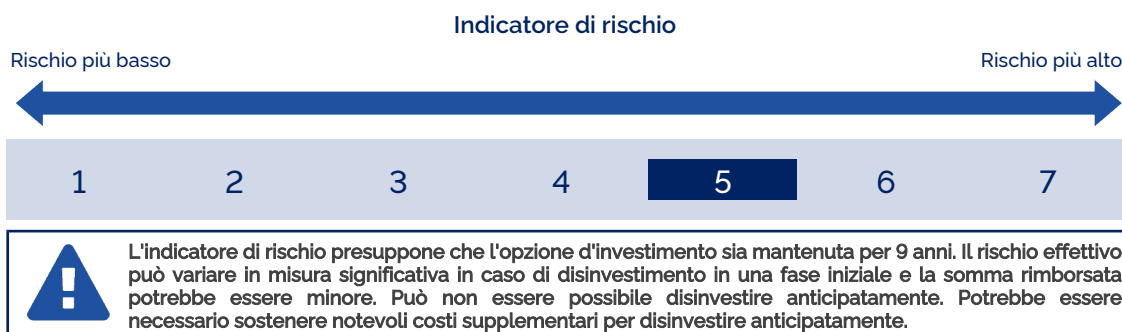 Indicatore di rischio
Rischio più basso Rischio più alto
1 2 3 4 5 6 7
L'indicatore di rischio presuppone che l'opzione d'investimento sia mantenuta per 9 anni. Il rischio effettivo
può variare in misura significativa in caso di disinvestimento in una fase iniziale e la somma rimborsata
potrebbe essere minore. Può non essere possibile disinvestire anticipatamente. Potrebbe essere
necessario sostenere notevoli costi supplementari per disinvestire anticipatamente.